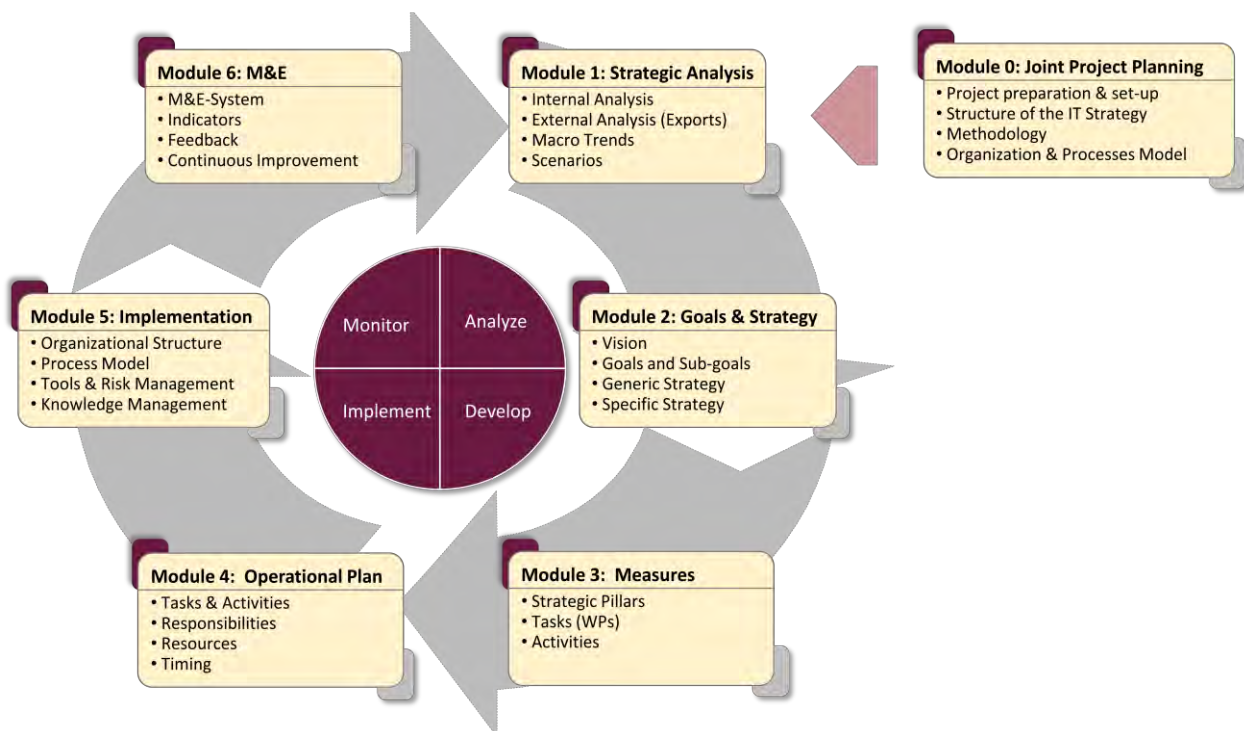 Module 6: M&E
• M&E-System
• Indicators
• Feedback
• Continuous Improvement
Module 1: Strategic Analysis
• Internal Analysis
• External Analysis (Exports)
• Macro Trends
• Scenarios
Module 0: Joint Project Planning
• Project preparation & set-up
• Structure of the IT Strategy
• Methodology
• Organization & Processes Model
Module 5: Implementation
• Organizational Structure
• Process Model
• Tools & Risk Management
• Knowledge Management
Monitor
Analyze
Implement
Develop
Module 2: Goals & Strategy
• Vision
• Goals and Sub-goals
• Generic Strategy
• Specific Strategy
Module 4: Operational Plan
• Tasks & Activities
• Responsibilities
• Resources
• Timing
Module 3: Measures
• Strategic Pillars
• Tasks (WPs)
• Activities